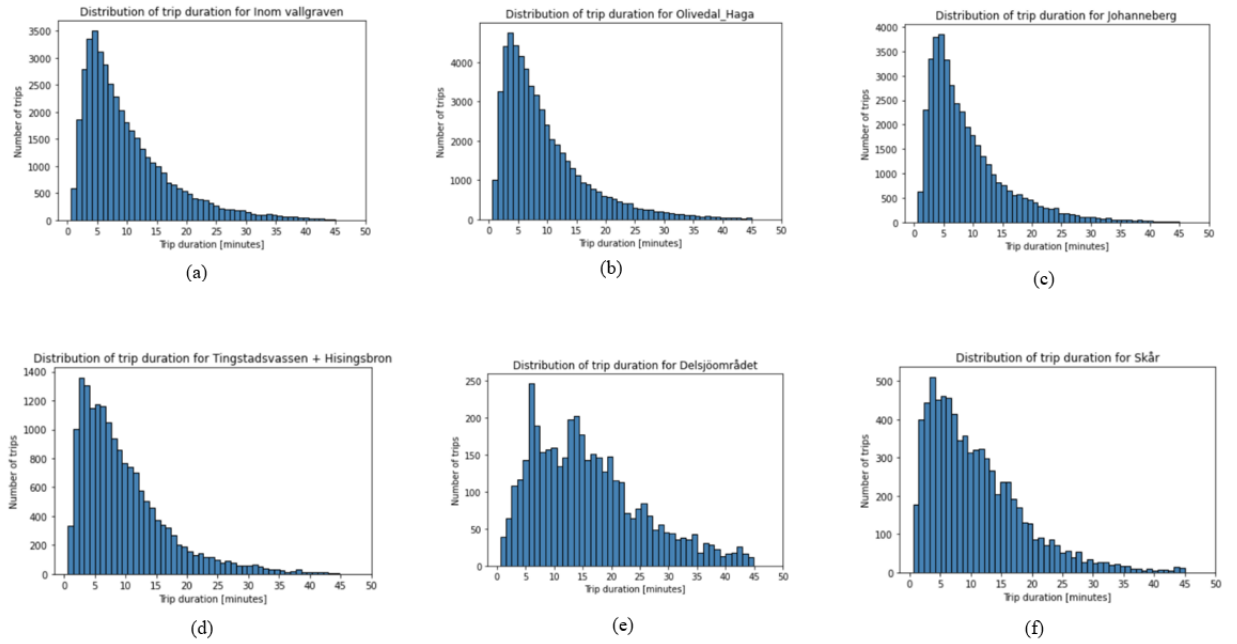 Distribution of trip duration for Inom vallgraven
Number of trips
3500
3000
2500
2000
1500
1000
500
0
0 5 10 15 20 25 30 35 40 45 50
Trip duration [minutes]
(a)
Distribution of trip duration for Olivedal_Haga
Number of trips
4000
3000
2000
1000
0
0 5 10 15 20 25 30 35 40 45 50
Trip duration [minutes]
(b)
Distribution of trip duration for Johanneberg
Number of trips
4000
3500
3000
2500
2000
1500
1000
500
0
0 5 10 15 20 25 30 35 40 45 50
Trip duration [minutes]
(c)
Distribution of trip duration for Tingstadsvassen + Hisingsbron
Number of trips
1400
1200
1000
800
600
400
200
0
0 5 10 15 20 25 30 35 40 45 50
Trip duration [minutes]
(d)
Distribution of trip duration for Delsjöområdet
Number of trips
250
200
150
100
50
0
0 5 10 15 20 25 30 35 40 45 50
Trip duration [minutes]
(e)
Distribution of trip duration for Skår
Number of trips
500
400
300
200
100
0
0 5 10 15 20 25 30 35 40 45 50
Trip duration [minutes]
(f)